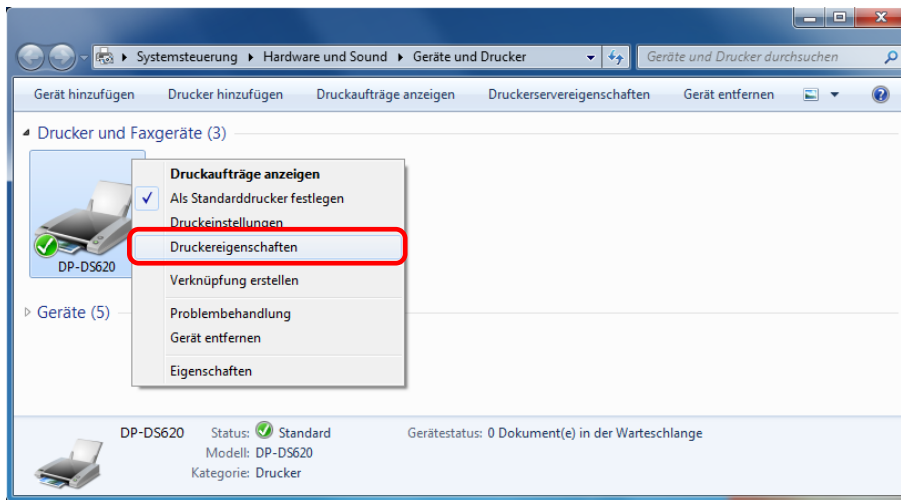 Systemsteuerung ▸ Hardware und Sound ▸ Geräte und Drucker
Geräte und Drucker durchsuchen
Gerät hinzufügen Drucker hinzufügen Druckaufträge anzeigen Druckerservereigenschaften Gerät entfernen
Drucker und Faxgeräte (3)
DP-DS620
Druckaufträge anzeigen
Als Standarddrucker festlegen
Druckeinstellungen
Druckereigenschaften
Verknüpfung erstellen
Problembehandlung
Gerät entfernen
Eigenschaften
Geräte (5)
DP-DS620 Status: Standard Gerätestatus: 0 Dokument(e) in der Warteschlange
Modell: DP-DS620
Kategorie: Drucker